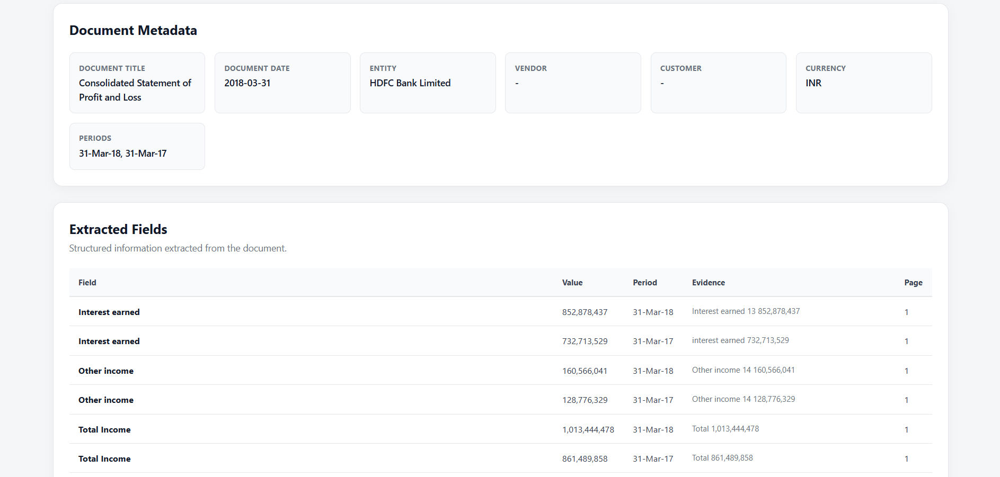 Document Metadata
DOCUMENT TITLE
Consolidated Statement of
Profit and Loss
DOCUMENT DATE
2018-03-31
ENTITY
HDFC Bank Limited
VENDOR
-
CUSTOMER
-
CURRENCY
INR
PERIODS
31-Mar-18, 31-Mar-17
Extracted Fields
Structured information extracted from the document.
Field Value Period Evidence Page
Interest earned 852,878,437 31-Mar-18 Interest earned 13 852,878,437 1
Interest earned 732,713,529 31-Mar-17 interest earned 732,713,529 1
Other income 160,566,041 31-Mar-18 Other income 14 160,566,041 1
Other income 128,776,329 31-Mar-17 Other income 14 128,776,329 1
Total Income 1,013,444,478 31-Mar-18 Total 1,013,444,478 1
Total Income 861,489,858 31-Mar-17 Total 861,489,858 1